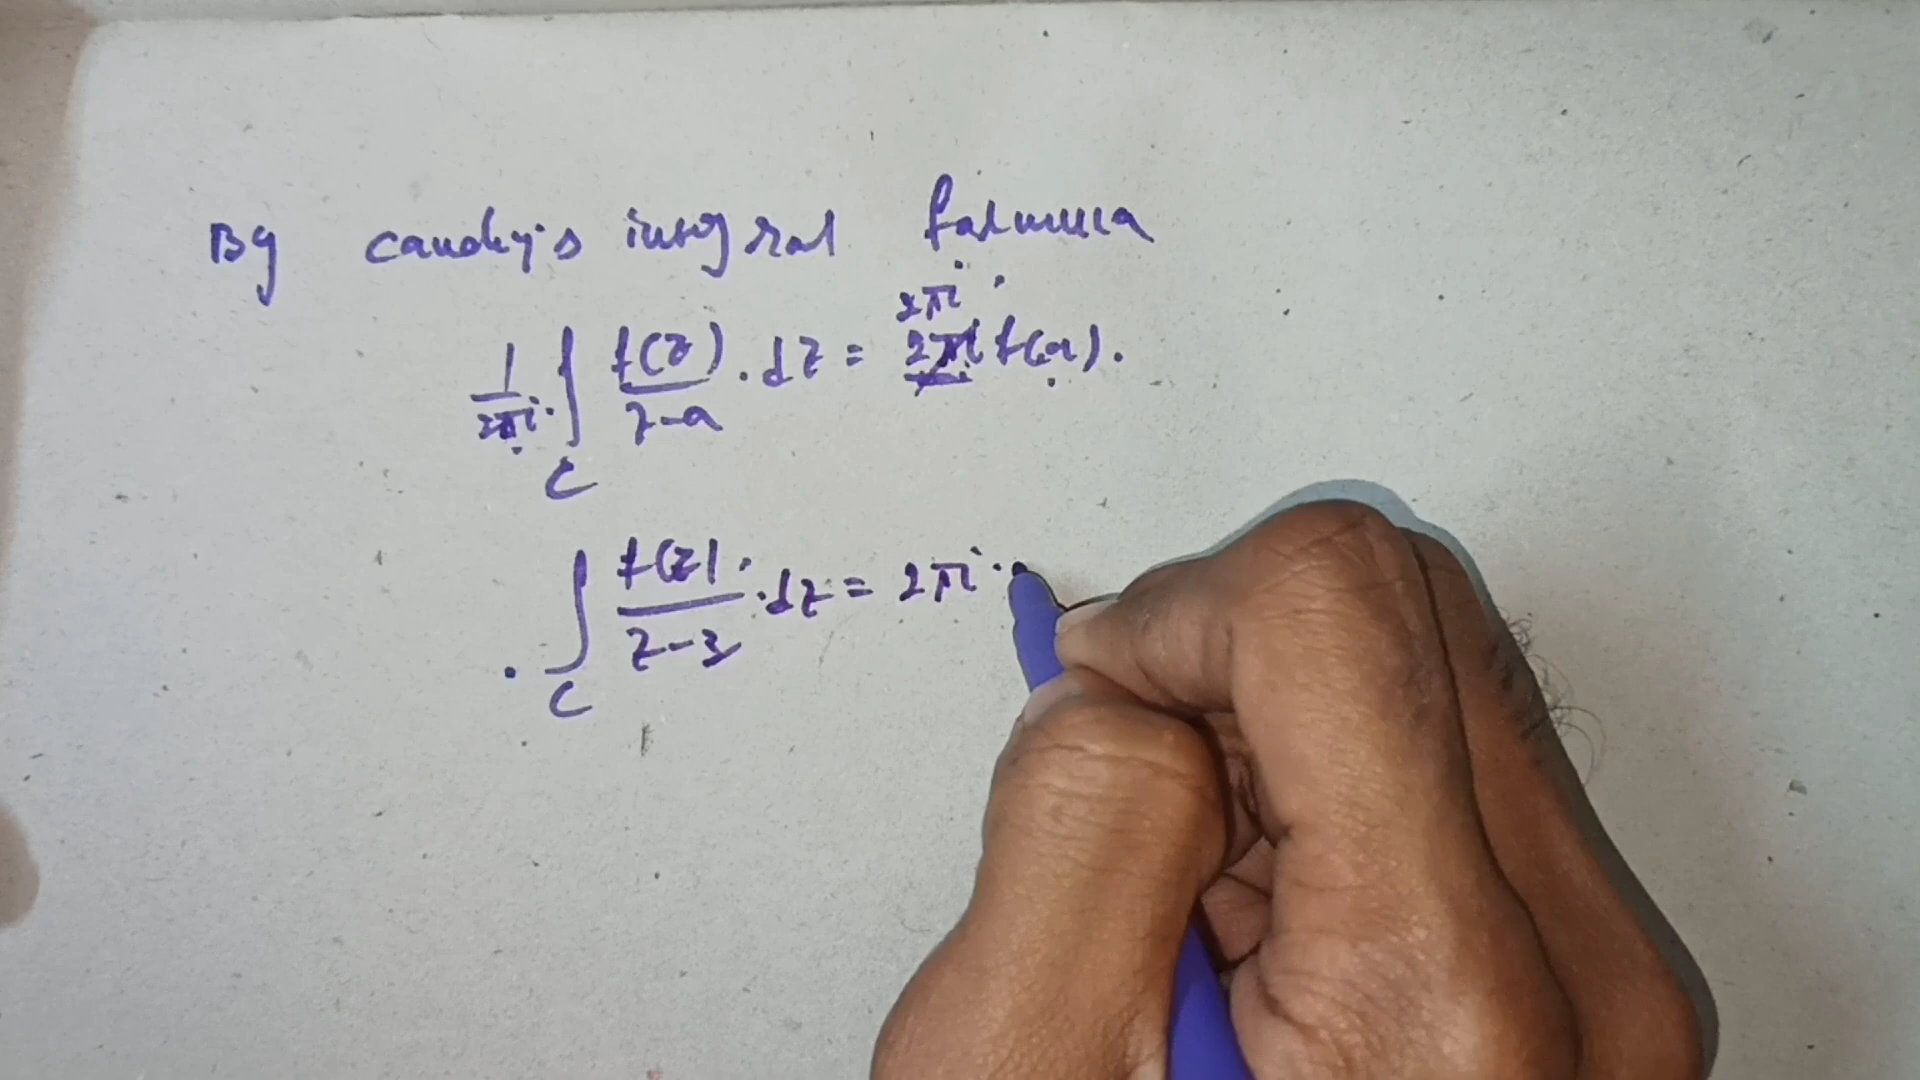 By cauchy's integral formula
1/2πi . ∫_C f(z)/z-a . dz = 2πi 2πi f(a).
. ∫_C f(z)./z-3 . dz = 2πi .